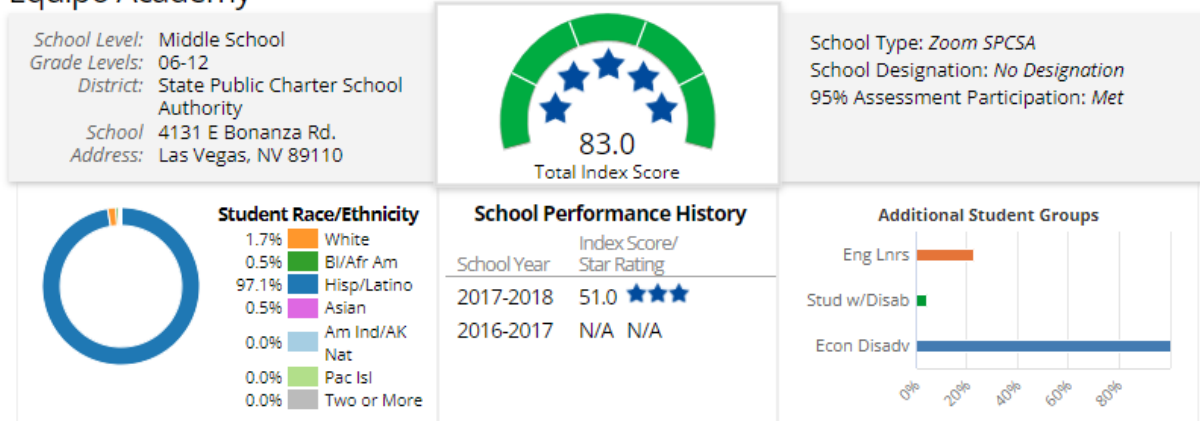 Equipo Academy
School Level: Middle School
Grade Levels: 06-12
District: State Public Charter School
Authority
School 4131 E Bonanza Rd.
Address: Las Vegas, NV 89110
83.0
Total Index Score
School Type: Zoom SPCSA
School Designation: No Designation
95% Assessment Participation: Met
Student Race/Ethnicity
1.7% White
0.5% Bl/Afr Am
97.1% Hisp/Latino
0.5% Asian
0.0% Am Ind/AK
Nat
0.0% Pac Isl
0.0% Two or More
School Performance History
Index Score/
School Year Star Rating
2017-2018 51.0
2016-2017 N/A N/A
Additional Student Groups
Eng Lnrs
Stud w/Disab
Econ Disadv
0% 20% 40% 60% 80%